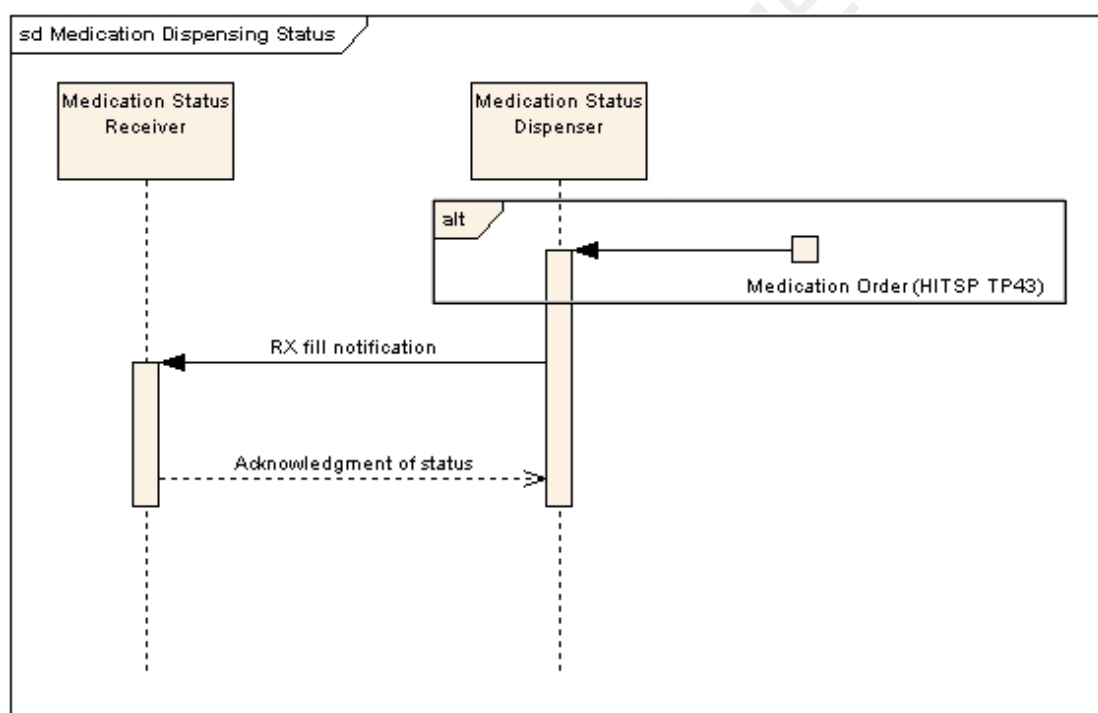 sd Medication Dispensing Status
Medication Status
Receiver
Medication Status
Dispenser
alt
Medication Order (HITSP TP43)
RX fill notification
Acknowledgment of status